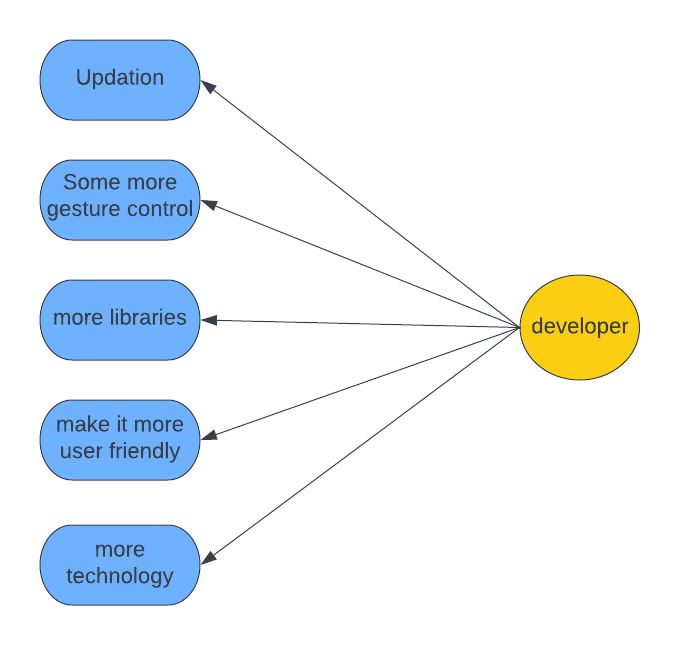 Updation
Some more
gesture control
more libraries
developer
make it more
user friendly
more
technology